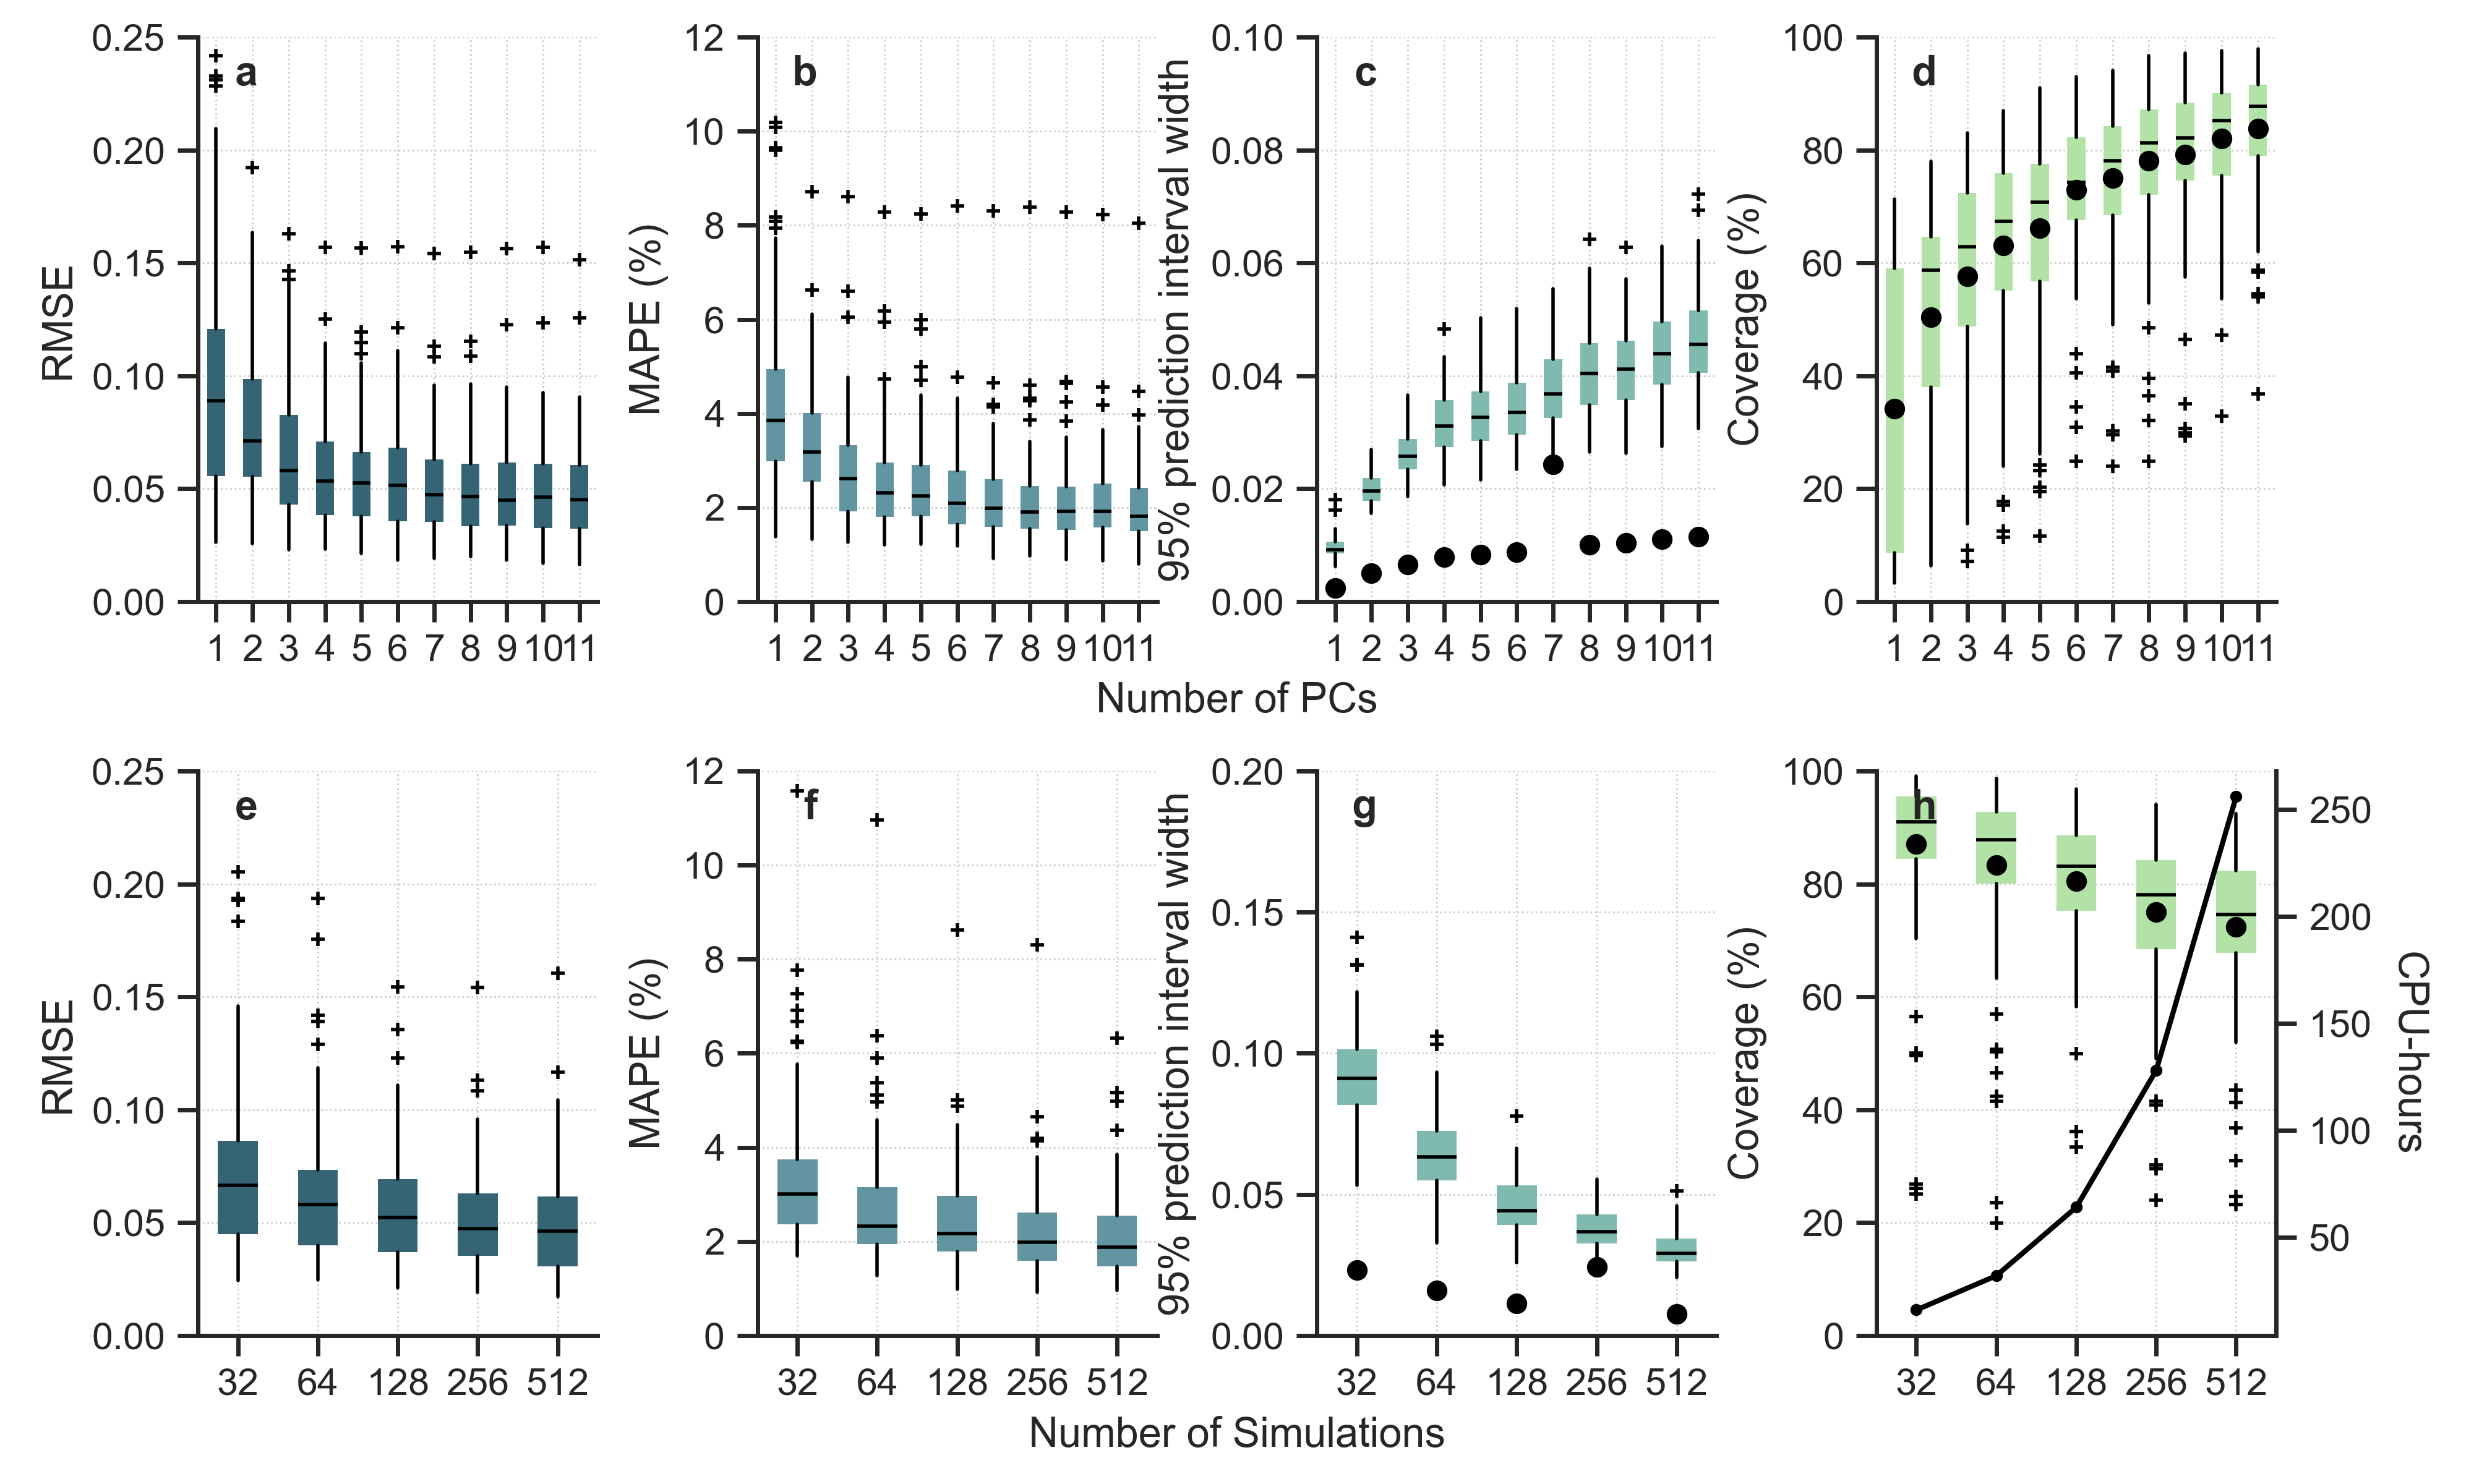 a
RMSE
0.25
0.20
0.15
0.10
0.05
0.00
1 2 3 4 5 6 7 8 9 10 11
b
MAPE (%)
12
10
8
6
4
2
0
1 2 3 4 5 6 7 8 9 10 11
c
95% prediction interval width
0.10
0.08
0.06
0.04
0.02
0.00
1 2 3 4 5 6 7 8 9 10 11
d
Coverage (%)
100
80
60
40
20
0
1 2 3 4 5 6 7 8 9 10 11
Number of PCs
e
RMSE
0.25
0.20
0.15
0.10
0.05
0.00
32 64 128 256 512
f
MAPE (%)
12
10
8
6
4
2
0
32 64 128 256 512
g
95% prediction interval width
0.20
0.15
0.10
0.05
0.00
32 64 128 256 512
h
Coverage (%)
100
80
60
40
20
0
32 64 128 256 512
250
200
150
100
50
CPU-hours
Number of Simulations